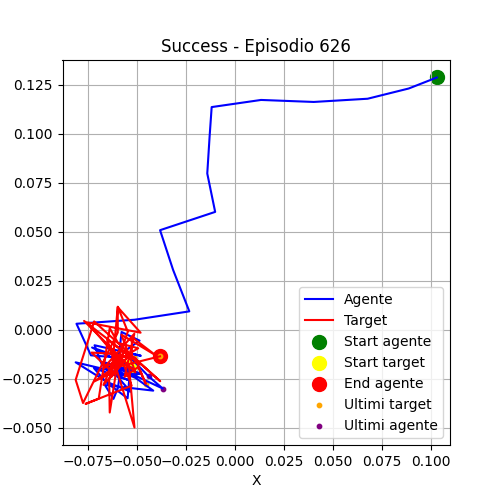 Success - Episodio 626
0.125
0.100
0.075
0.050
0.025
0.000
−0.025
−0.050
Agente
Target
Start agente
Start target
End agente
Ultimi target
Ultimi agente
−0.075 −0.050 −0.025 0.000 0.025 0.050 0.075 0.100
X